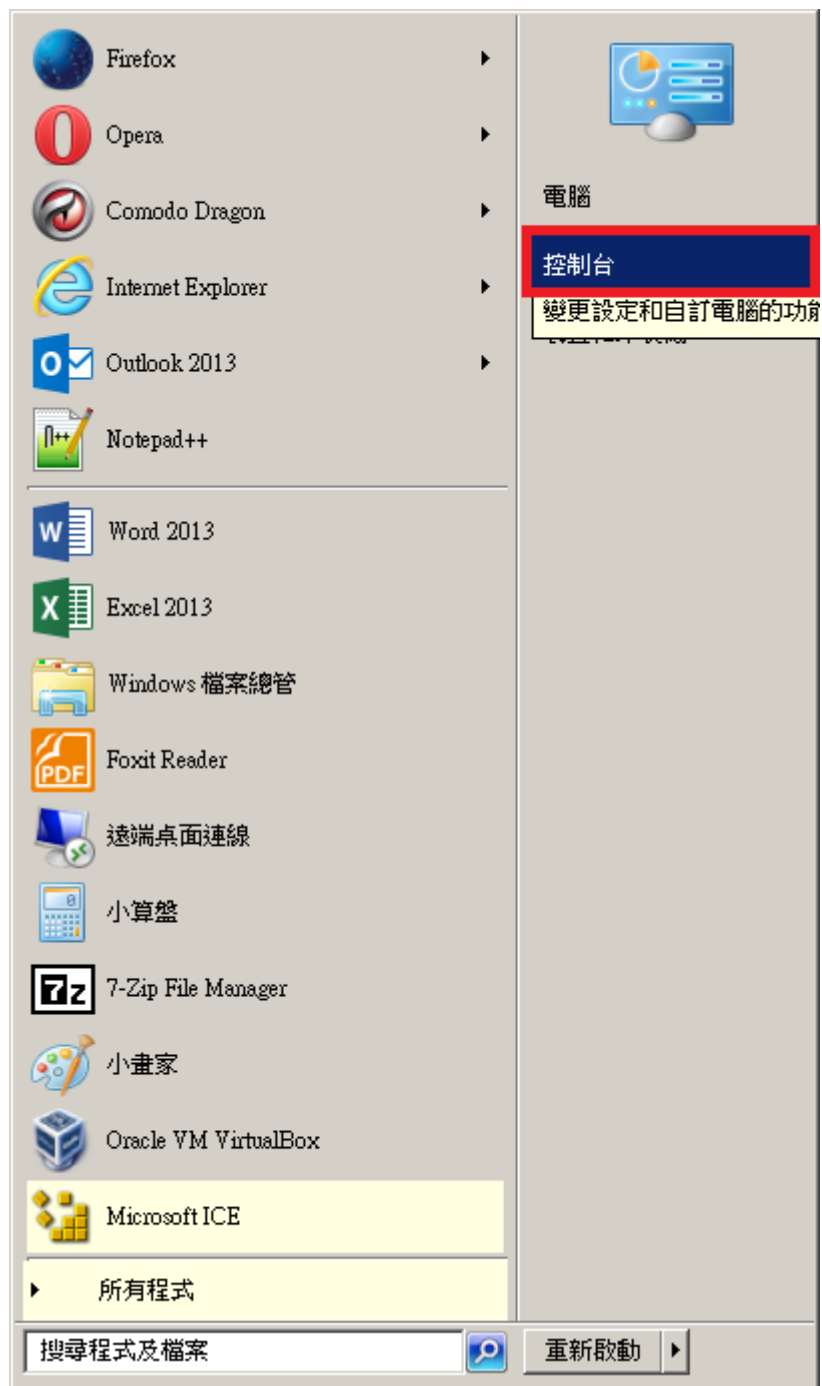 Firefox
Opera
Comodo Dragon
Internet Explorer
Outlook 2013
Notepad++
Word 2013
Excel 2013
Windows 檔案總管
PDF
Foxit Reader
遠端桌面連線
小算盤
7-Zip File Manager
小畫家
Oracle VM VirtualBox
Microsoft ICE
所有程式
搜尋程式及檔案
電腦
控制台
變更設定和自訂電腦的功能
重新啟動